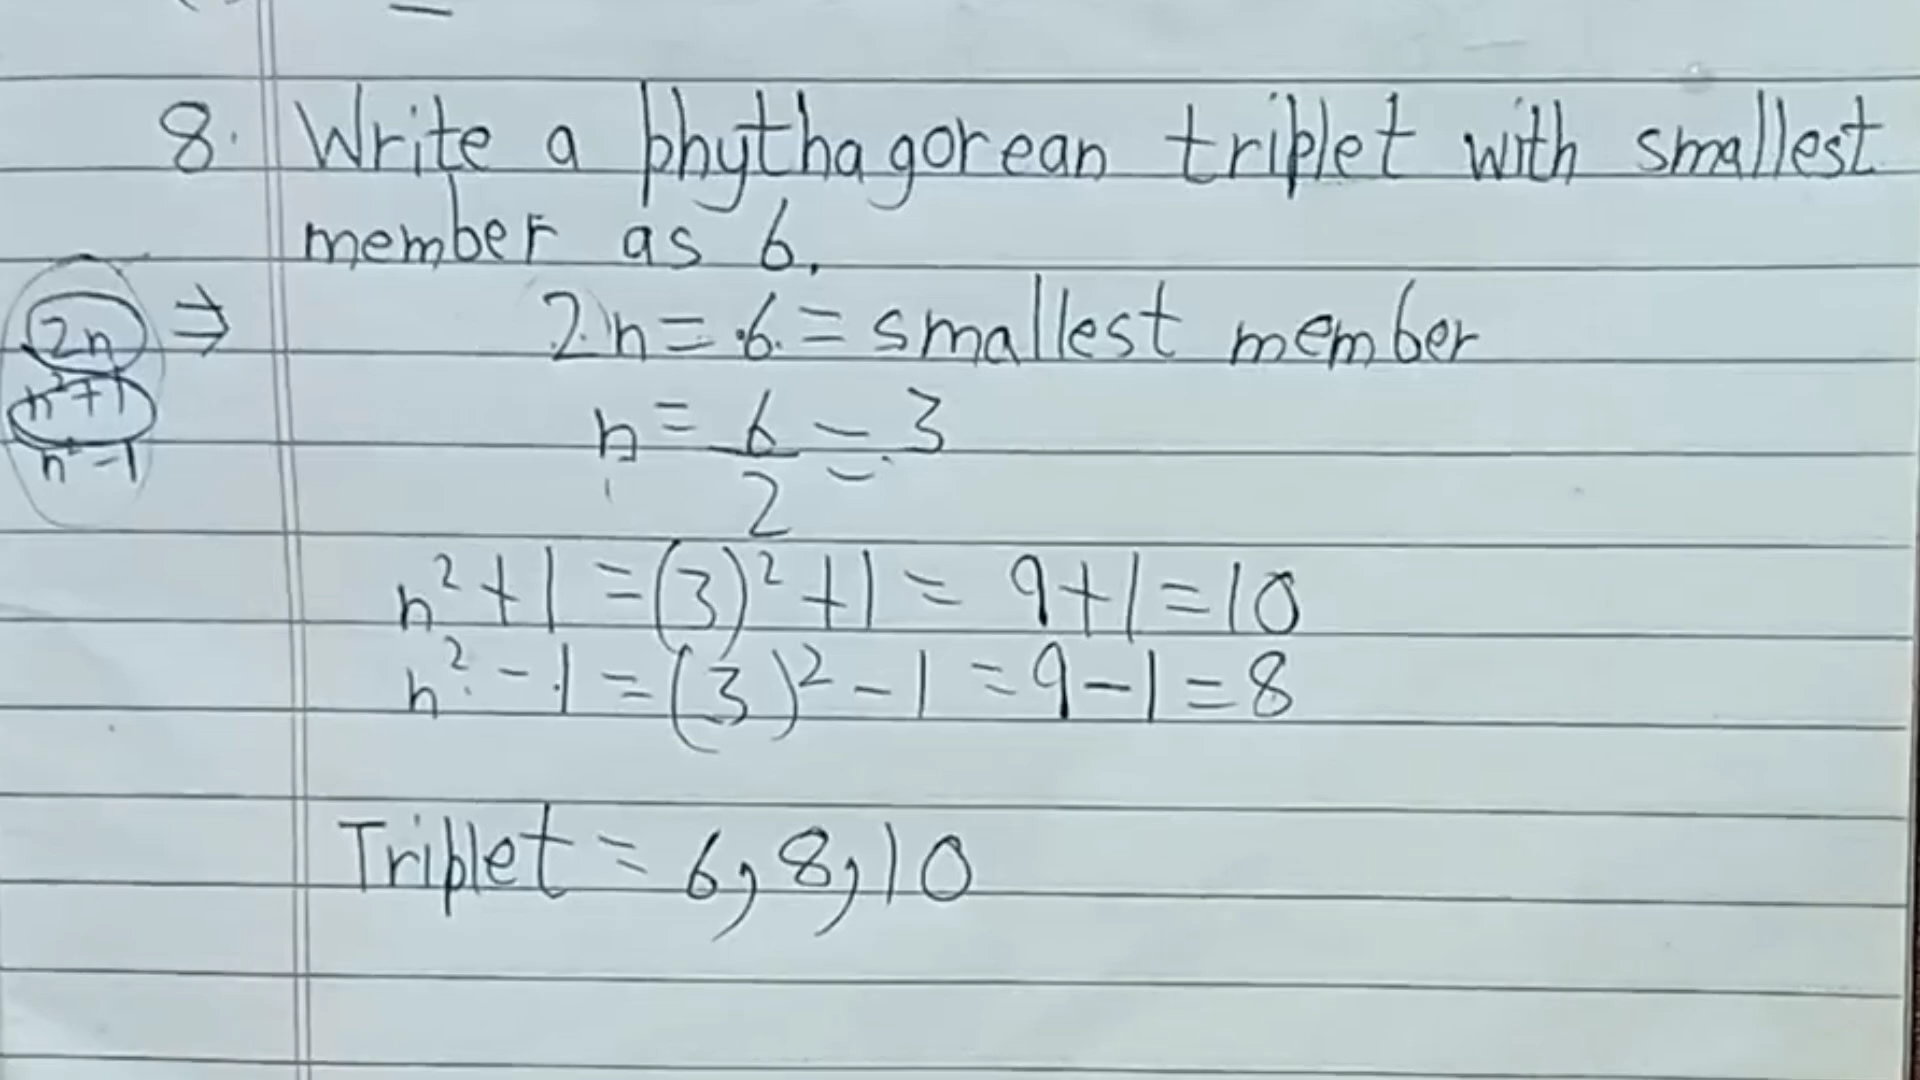 8. Write a phythagorean triplet with smallest
member as 6.
2n ⇒ 2n = 6 = smallest member
n²+1
n²-1
n = 6/2 = 3
n²+1 = (3)²+1 = 9+1=10
n²-1 = (3)²-1 = 9-1=8
Triplet = 6,8,10